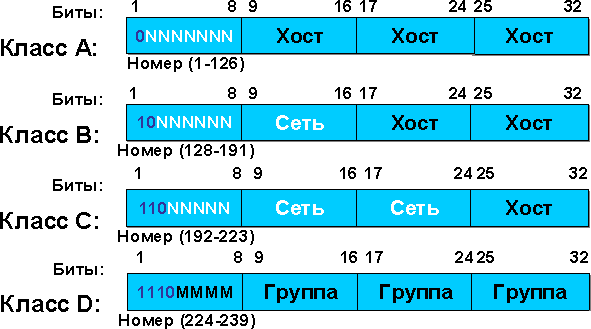 Биты: 1 8 9 16 17 24 25 32
Класс A: 0NNNNNNN Хост Хост Хост
Номер (1-126)
Биты: 1 8 9 16 17 24 25 32
Класс B: 10NNNNNN Сеть Хост Хост
Номер (128-191)
Биты: 1 8 9 16 17 24 25 32
Класс C: 110NNNNN Сеть Сеть Хост
Номер (192-223)
Биты: 1 8 9 16 17 24 25 32
Класс D: 1110MMMM Группа Группа Группа
Номер (224-239)